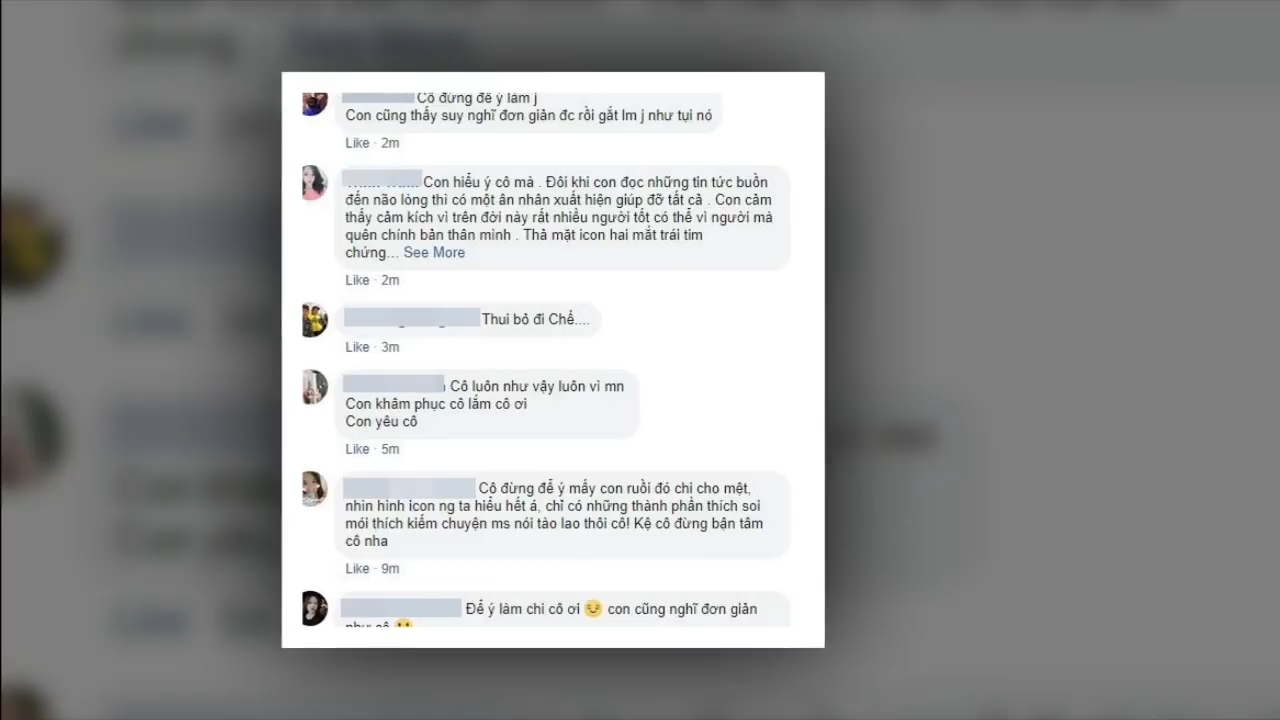 Cô đừng để ý làm j
Con cũng thấy suy nghĩ đơn giản đc rồi gắt lm j như tụi nó
Like · 2m
Con hiểu ý cô mà . Đôi khi con đọc những tin tức buồn
đến não lòng thì có một ân nhân xuất hiện giúp đỡ tất cả . Con cảm
thấy cảm kích vì trên đời này rất nhiều người tốt có thể vì người mà
quên chính bản thân mình . Thả mặt icon hai mắt trái tim
chứng... See More
Like · 2m
Thui bỏ đi Chế....
Like · 3m
Cô luôn như vậy luôn vì mn
Con khâm phục cô lắm cô ơi
Con yêu cô
Like · 5m
Cô đừng để ý mấy con ruồi đó chi cho mệt,
nhìn hình icon ng ta hiểu hết á, chỉ có những thành phần thích soi
mói thích kiếm chuyện ms nói tào lao thôi cô! Kệ cô đừng bận tâm
cô nha
Like · 9m
Để ý làm chi cô ơi 😏 con cũng nghĩ đơn giản
như cô